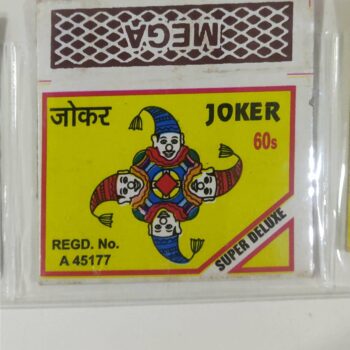 MEGA
जोकर
JOKER
60s
REGD. No.
A 45177
SUPER DELUXE